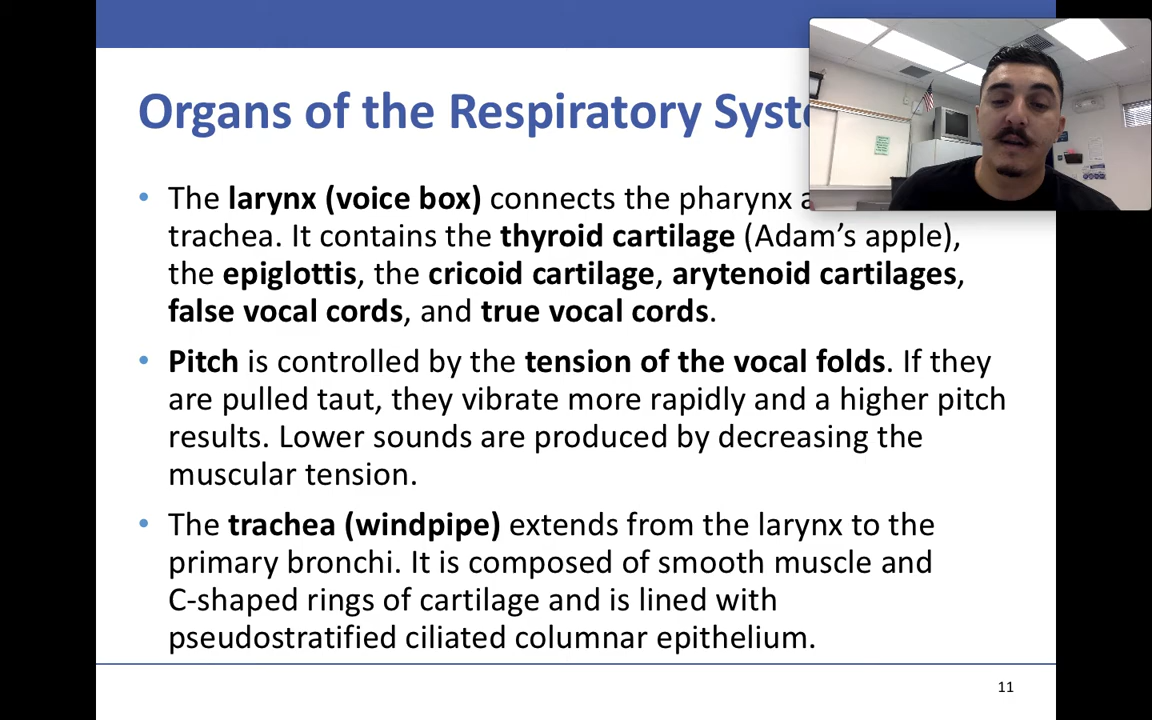 Organs of the Respiratory
The larynx (voice box) connects the pharynx
trachea. It contains the thyroid cartilage (Adam’s apple),
the epiglottis, the cricoid cartilage, arytenoid cartilages,
false vocal cords, and true vocal cords.
Pitch is controlled by the tension of the vocal folds. If they
are pulled taut, they vibrate more rapidly and a higher pitch
results. Lower sounds are produced by decreasing the
muscular tension.
The trachea (windpipe) extends from the larynx to the
primary bronchi. It is composed of smooth muscle and
C-shaped rings of cartilage and is lined with
pseudostratified ciliated columnar epithelium.
11